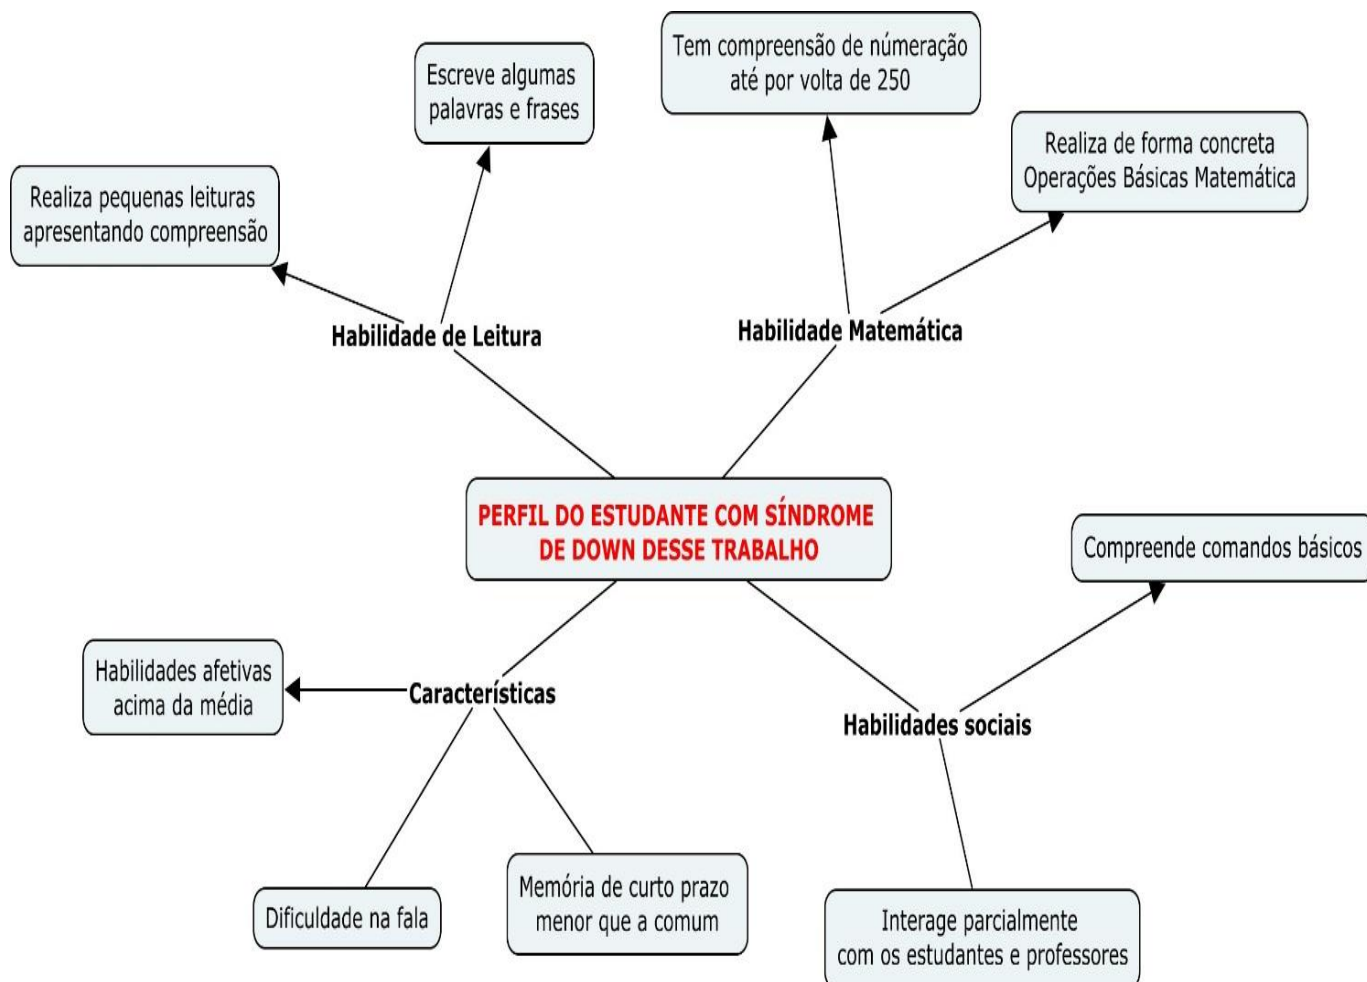 Tem compreensão de númeração
até por volta de 250
Escreve algumas
palavras e frases
Realiza de forma concreta
Operações Básicas Matemática
Realiza pequenas leituras
apresentando compreensão
Habilidade de Leitura
Habilidade Matemática
PERFIL DO ESTUDANTE COM SÍNDROME
DE DOWN DESSE TRABALHO
Compreende comandos básicos
Habilidades afetivas
acima da média
Característícas
Habilidades sociais
Dificuldade na fala
Memória de curto prazo
menor que a comum
Interage parcialmente
com os estudantes e professores